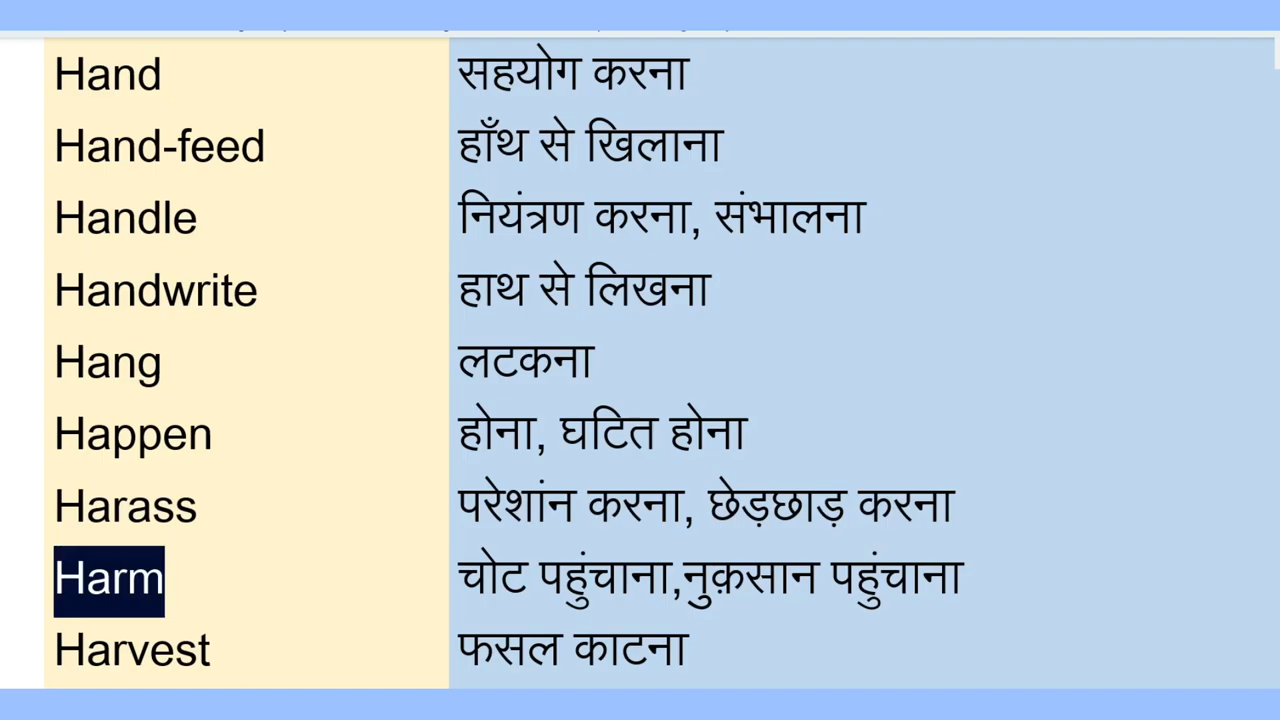 Hand सहयोग करना
Hand-feed हाँथ से खिलाना
Handle नियंत्रण करना, संभालना
Handwrite हाथ से लिखना
Hang लटकना
Happen होना, घटित होना
Harass परेशांन करना, छेड़छाड़ करना
Harm चोट पहुंचाना,नुक़सान पहुंचाना
Harvest फसल काटना